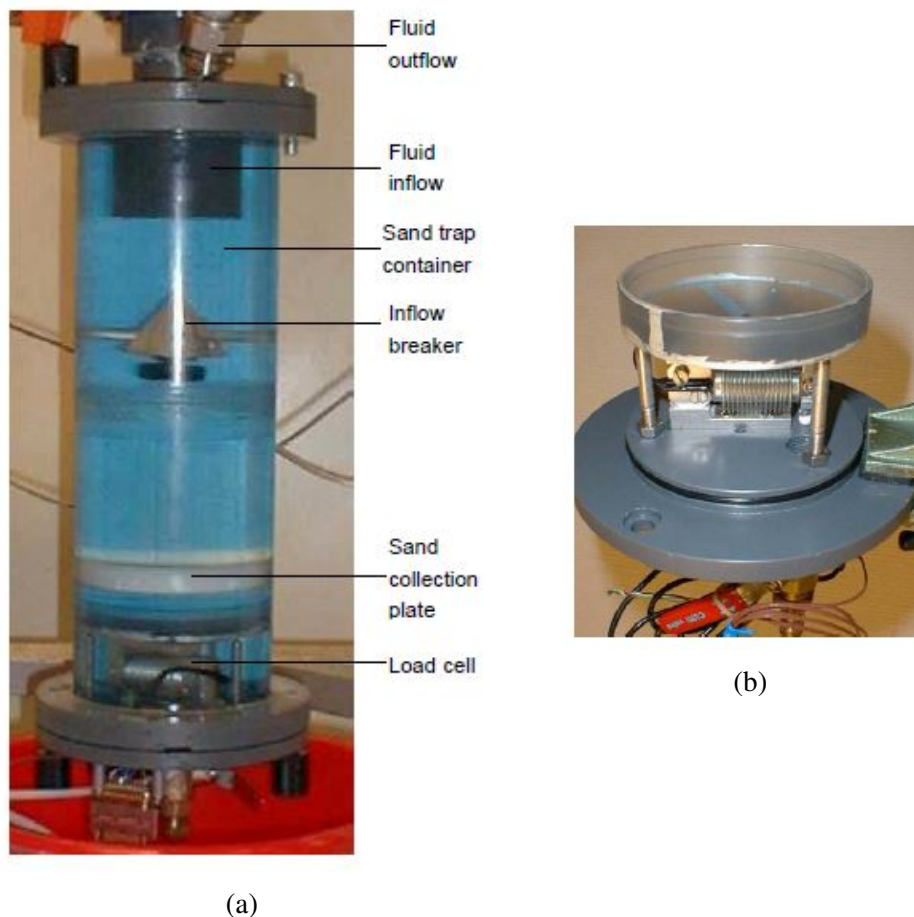 Fluid
outflow
Fluid
inflow
Sand trap
container
Inflow
breaker
Sand
collection
plate
Load cell
(a)
(b)